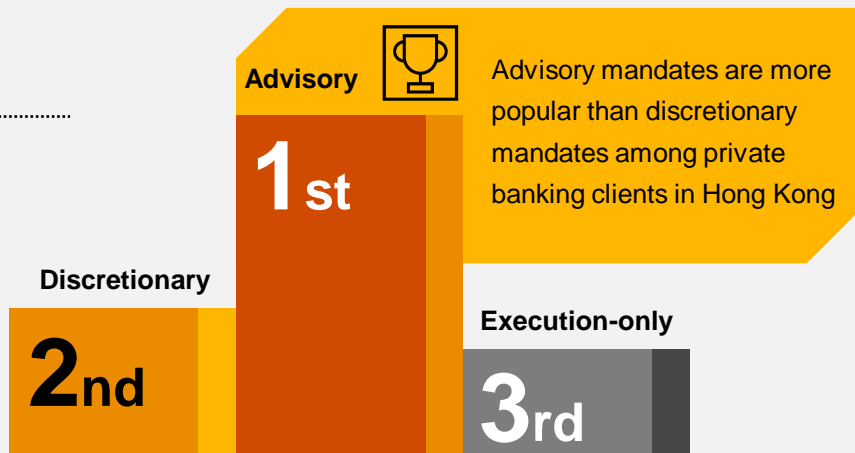 Advisory
Advisory mandates are more
popular than discretionary
mandates among private
banking clients in Hong Kong
1st
Discretionary
2nd
Execution-only
3rd